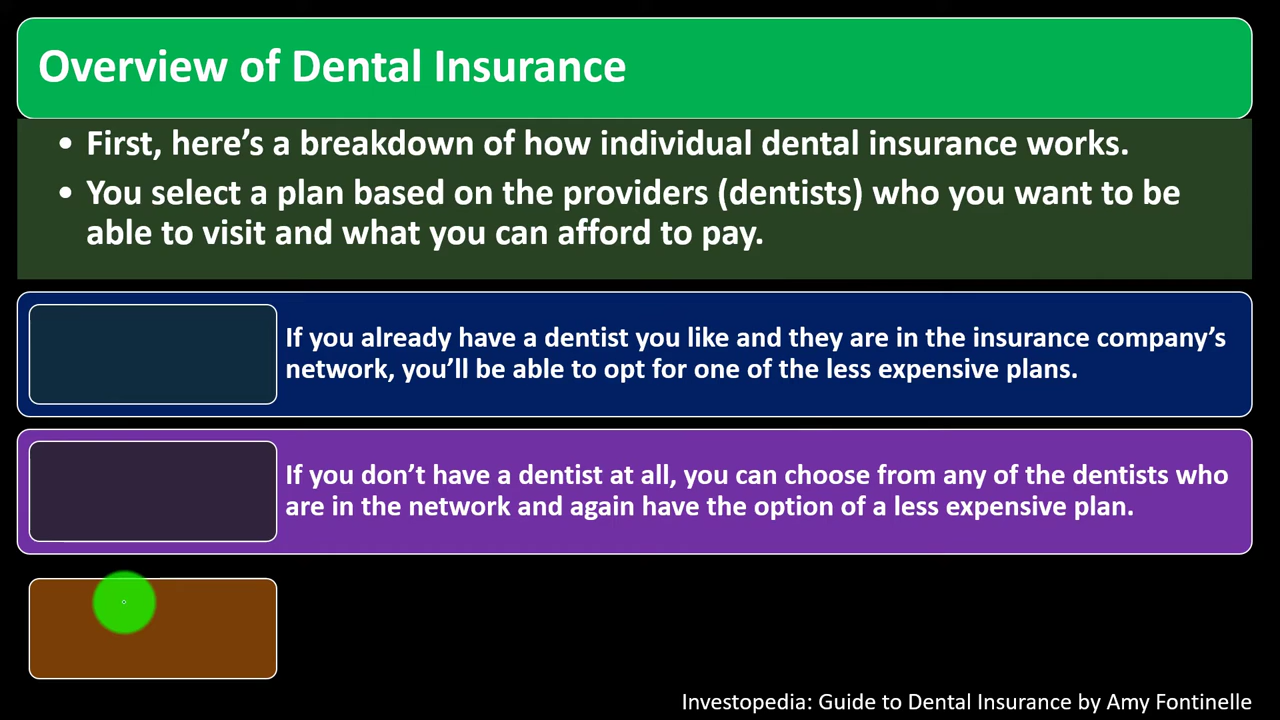 Overview of Dental Insurance
• First, here’s a breakdown of how individual dental insurance works.
• You select a plan based on the providers (dentists) who you want to be
able to visit and what you can afford to pay.
If you already have a dentist you like and they are in the insurance company’s
network, you’ll be able to opt for one of the less expensive plans.
If you don’t have a dentist at all, you can choose from any of the dentists who
are in the network and again have the option of a less expensive plan.
Investopedia: Guide to Dental Insurance by Amy Fontinelle